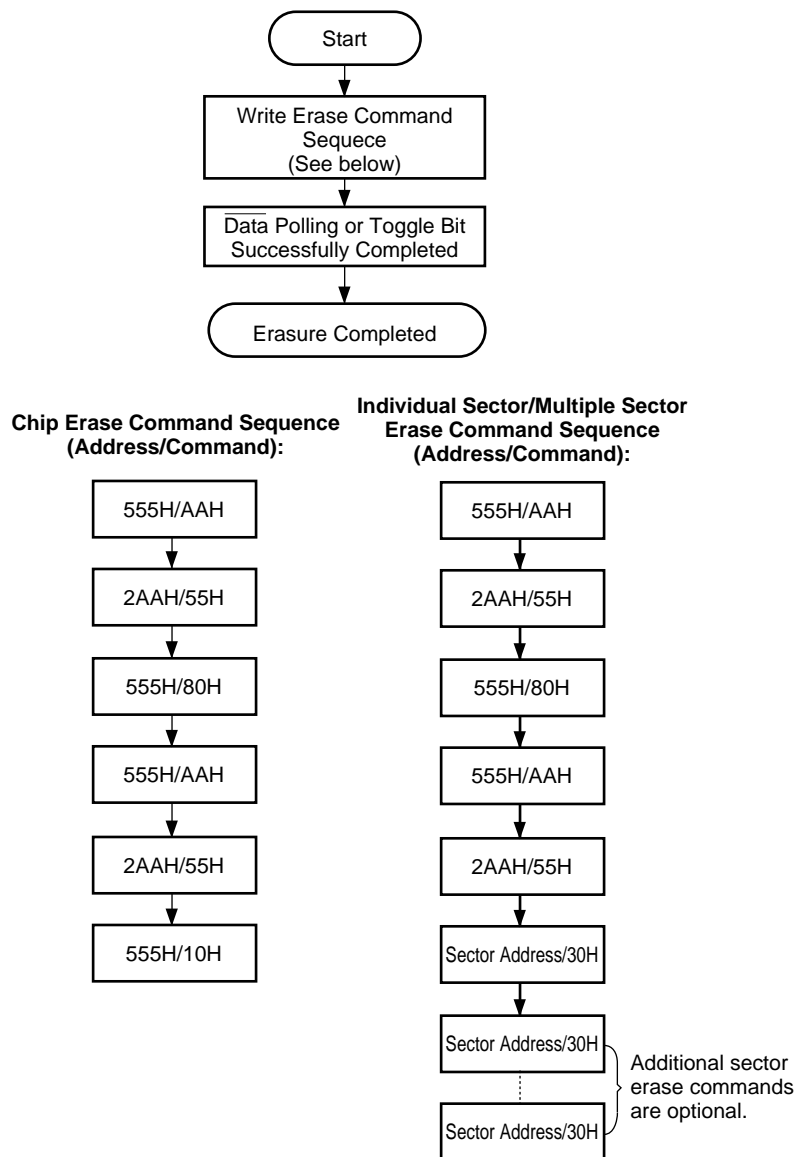 Start
Write Erase Command
Sequece
(See below)
Data Polling or Toggle Bit
Successfully Completed
Erasure Completed
Chip Erase Command Sequence
(Address/Command):
555H/AAH
2AAH/55H
555H/80H
555H/AAH
2AAH/55H
555H/10H
Individual Sector/Multiple Sector
Erase Command Sequence
(Address/Command):
555H/AAH
2AAH/55H
555H/80H
555H/AAH
2AAH/55H
Sector Address/30H
Sector Address/30H
Sector Address/30H
Additional sector
erase commands
are optional.